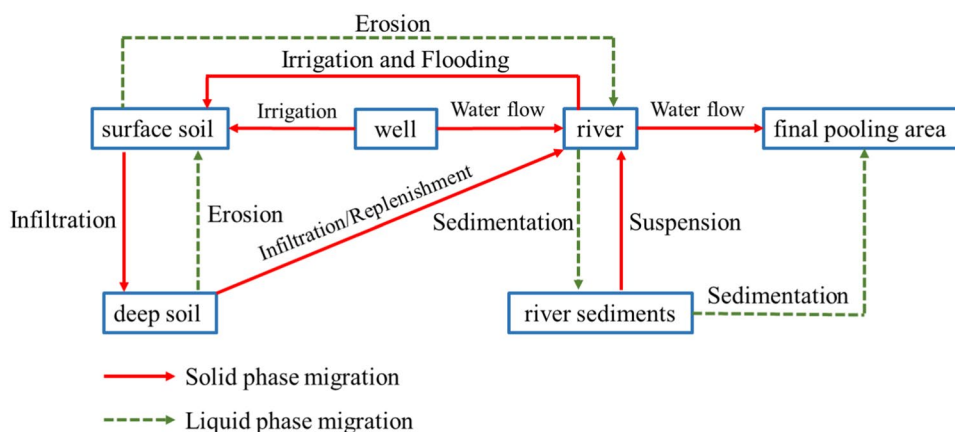 Erosion
Irrigation and Flooding
Irrigation
Water flow
Water flow
surface soil
well
river
final pooling area
Infiltration
Erosion
Infiltration/Replenishment
Sedimentation
Suspension
deep soil
river sediments
Sedimentation
Solid phase migration
Liquid phase migration